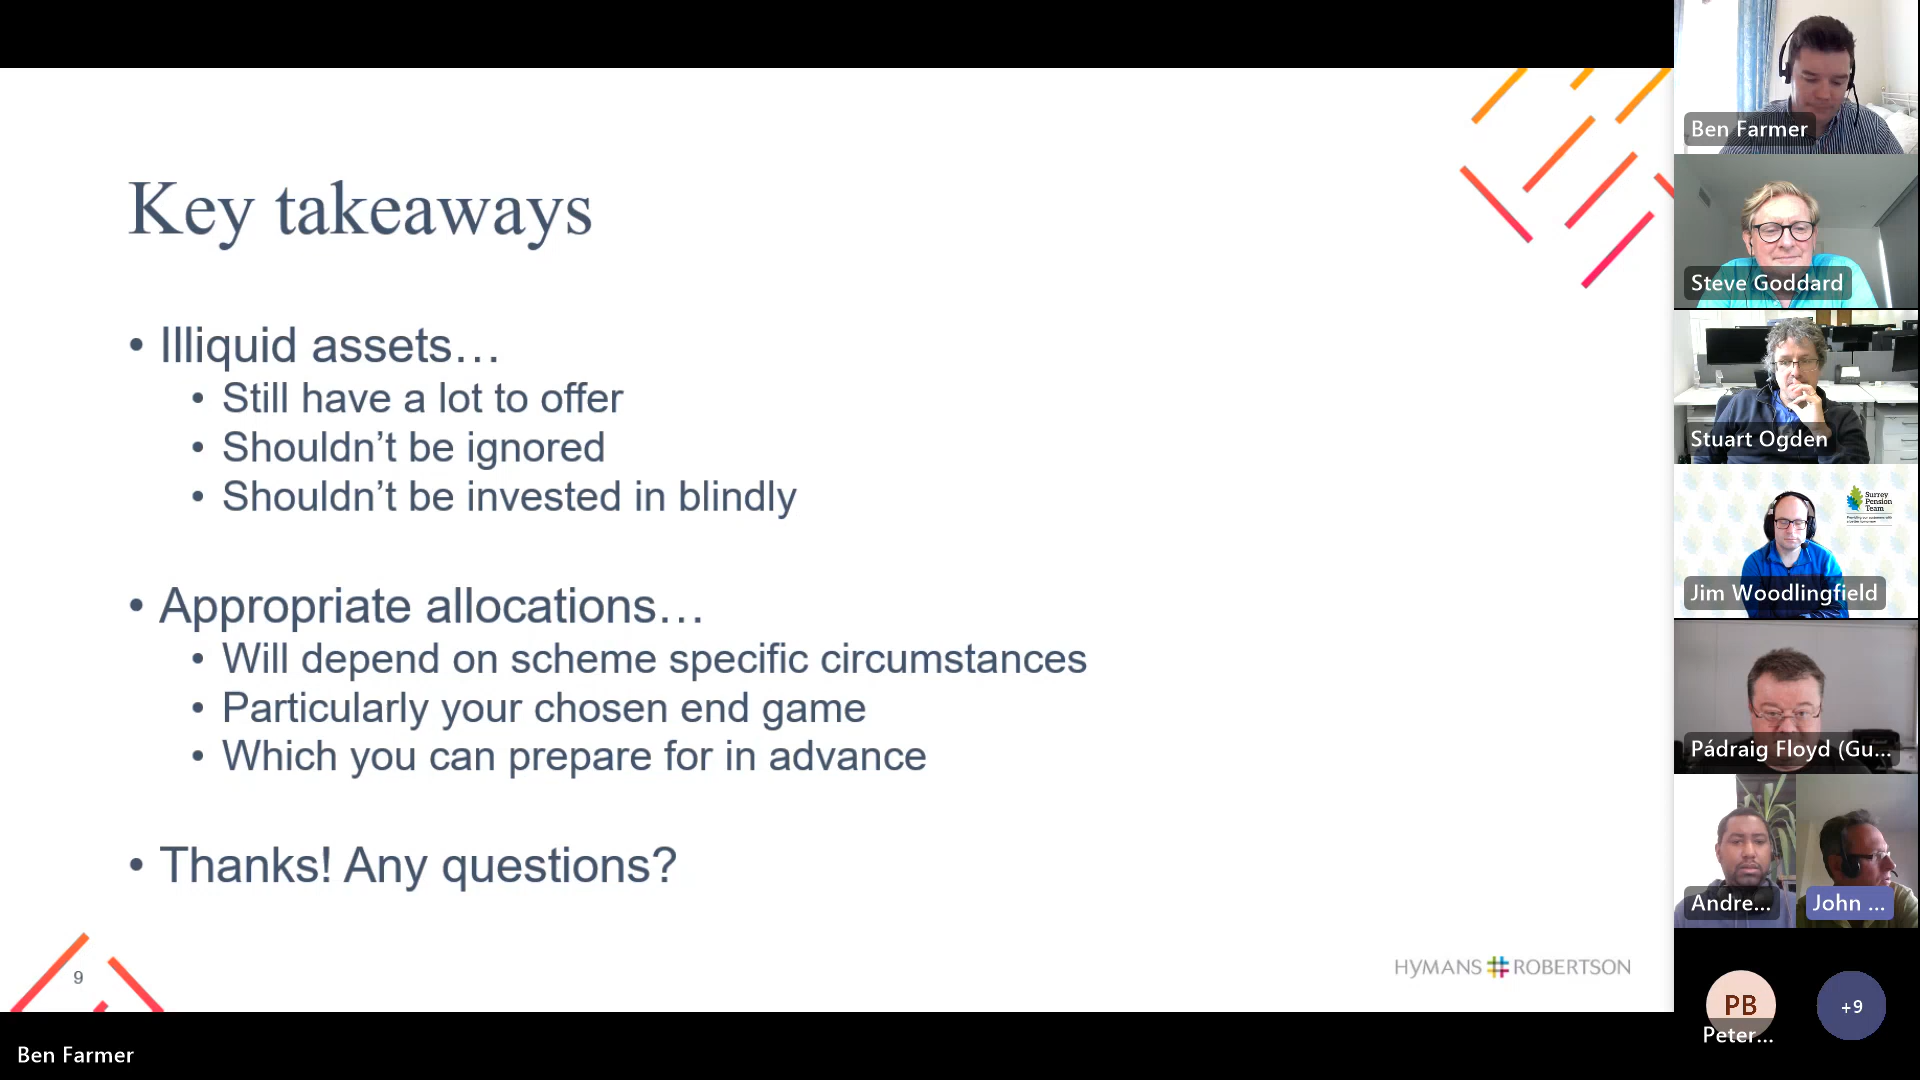 Key takeaways
• Illiquid assets…
• Still have a lot to offer
• Shouldn’t be ignored
• Shouldn’t be invested in blindly
• Appropriate allocations…
• Will depend on scheme specific circumstances
• Particularly your chosen end game
• Which you can prepare for in advance
• Thanks! Any questions?
9
HYMANS # ROBERTSON
Ben Farmer
Ben Farmer
Steve Goddard
Stuart Ogden
Surrey
Pension
Team
Jim Woodlingfield
Pádraig Floyd (Gu...
Andre...
John ...
PB
Peter...
+9